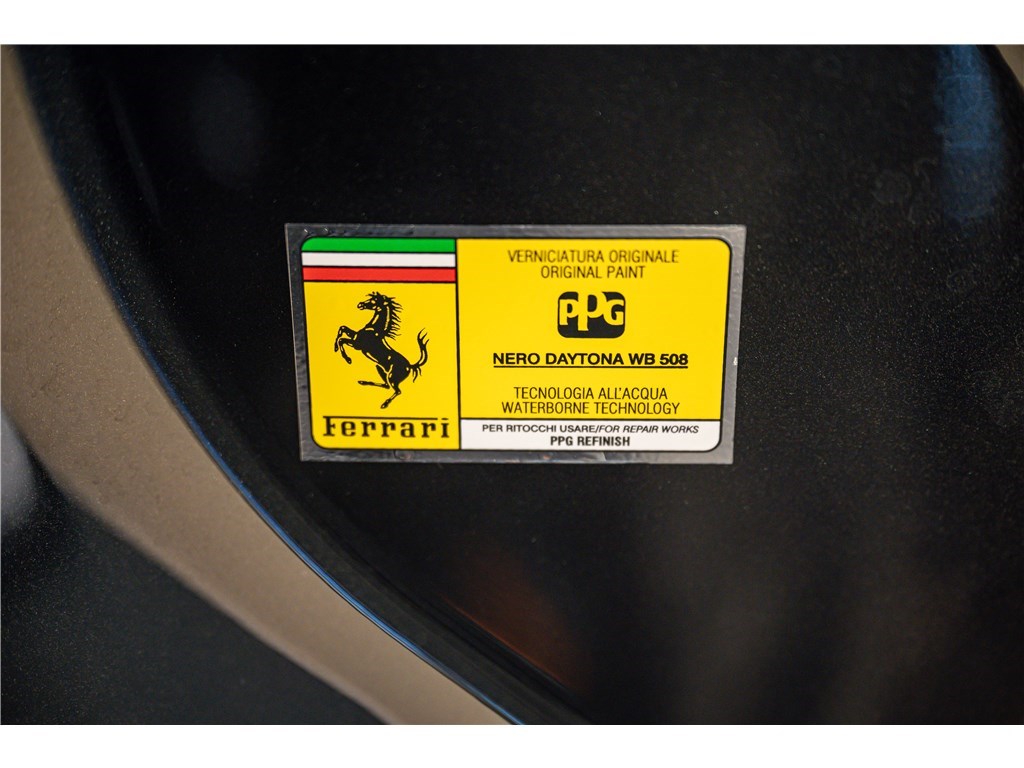 VERNICIATURA ORIGINALE
ORIGINAL PAINT
PPG
NERO DAYTONA WB 508
TECNOLOGIA ALL'ACQUA
WATERBORNE TECHNOLOGY
Ferrari
PER RITOCCHI USARE/FOR REPAIR WORKS
PPG REFINISH